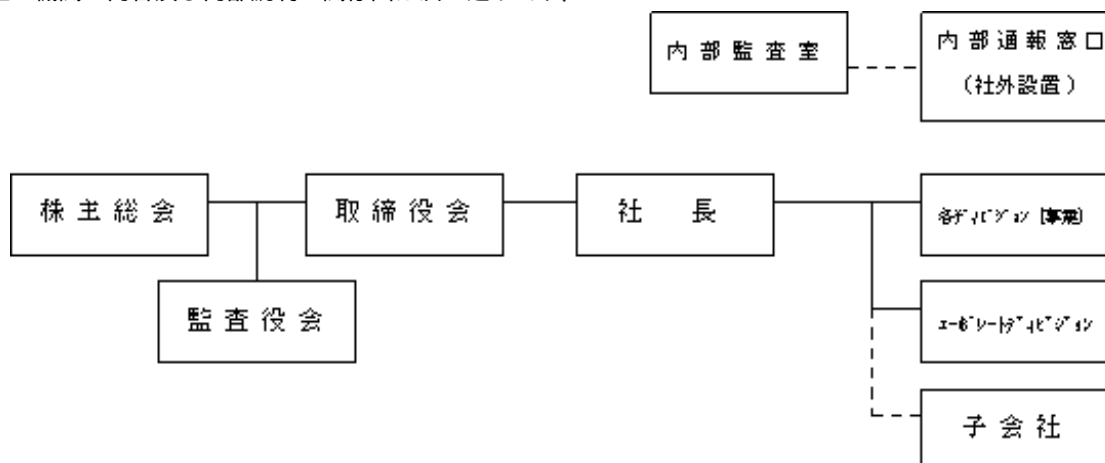 内部監査室
内部通報窓口
（社外設置）
株主総会
取締役会
社長
各ﾃﾞｨﾋﾞｼﾞｮﾝ（事業）
監査役会
ｺｰﾎﾟﾚｰﾄﾃﾞｨﾋﾞｼﾞｮﾝ
子会社